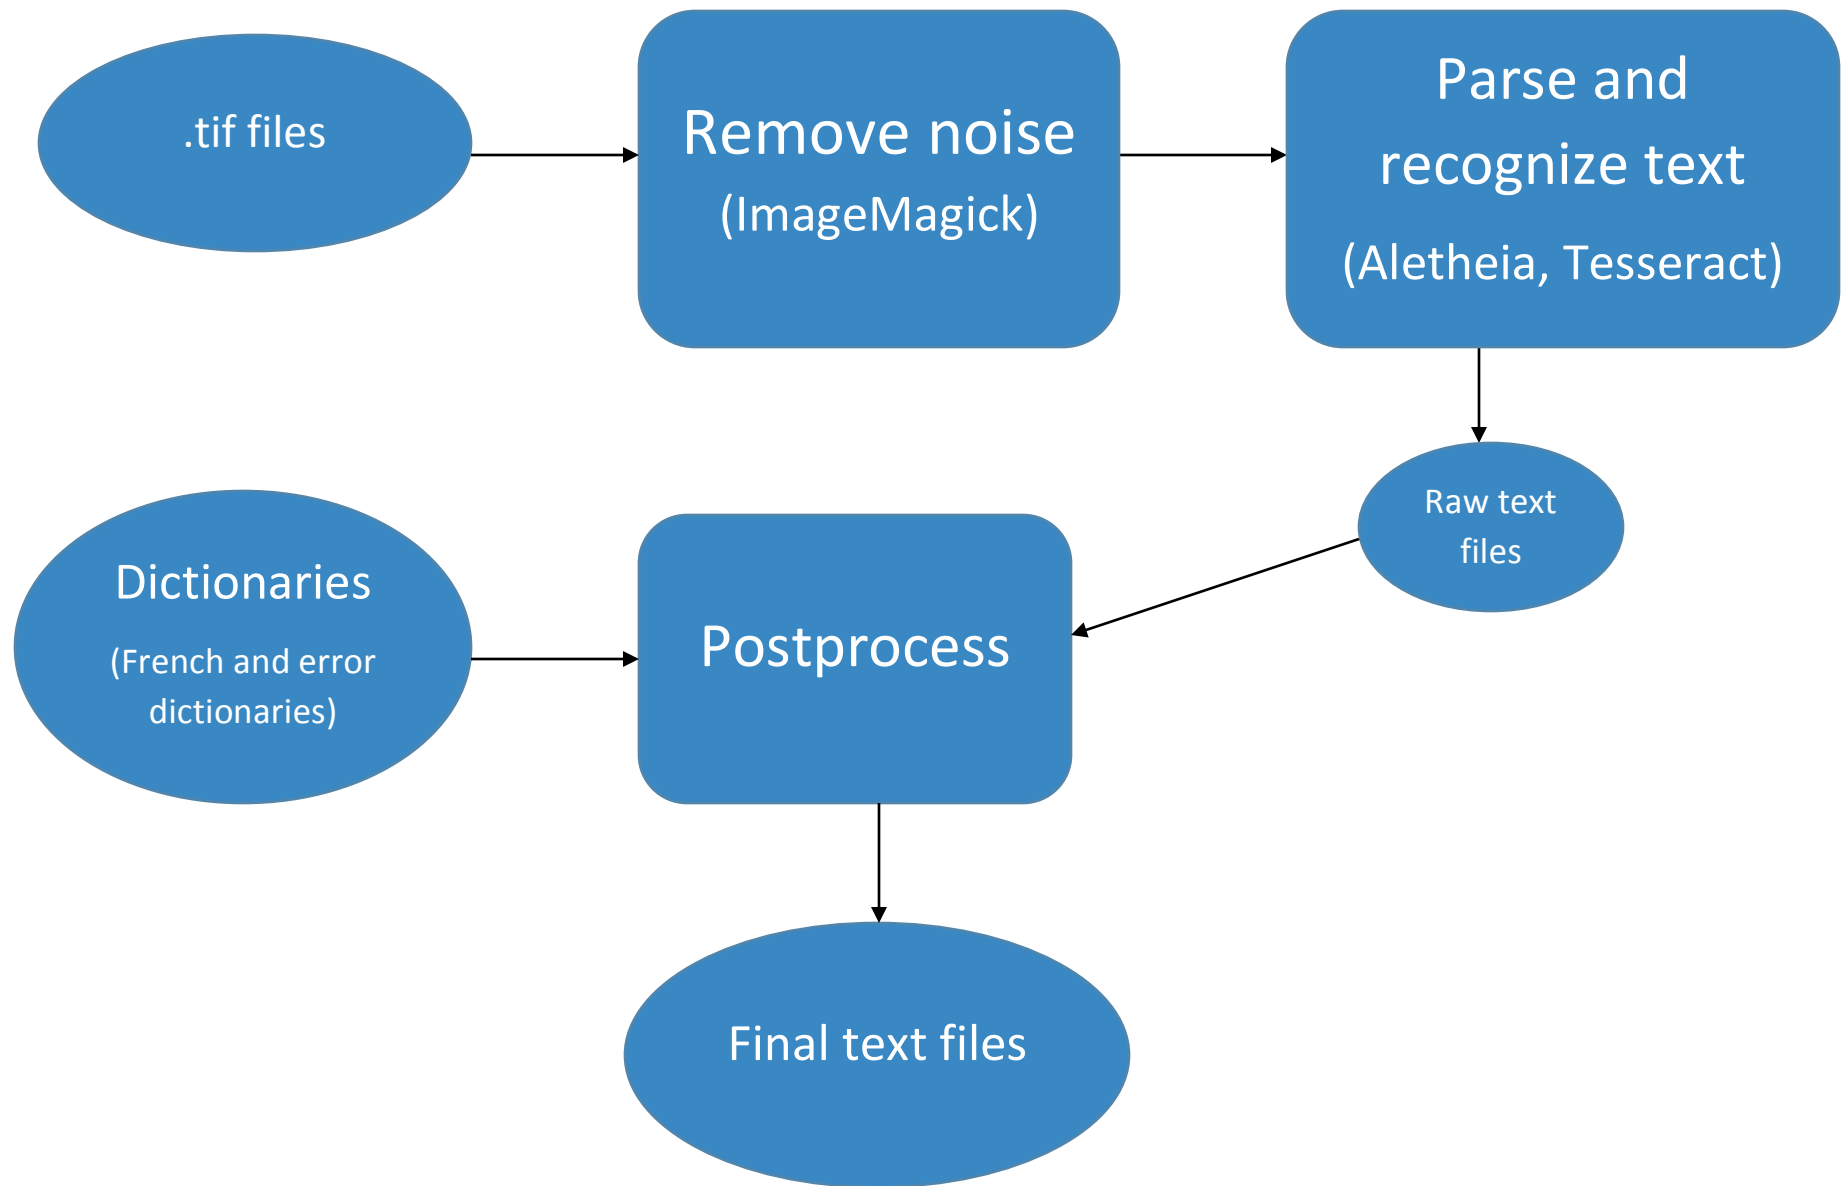 .tif files
Remove noise
(ImageMagick)
Parse and
recognize text
(Aletheia, Tesseract)
Raw text
files
Dictionaries
(French and error
dictionaries)
Postprocess
Final text files